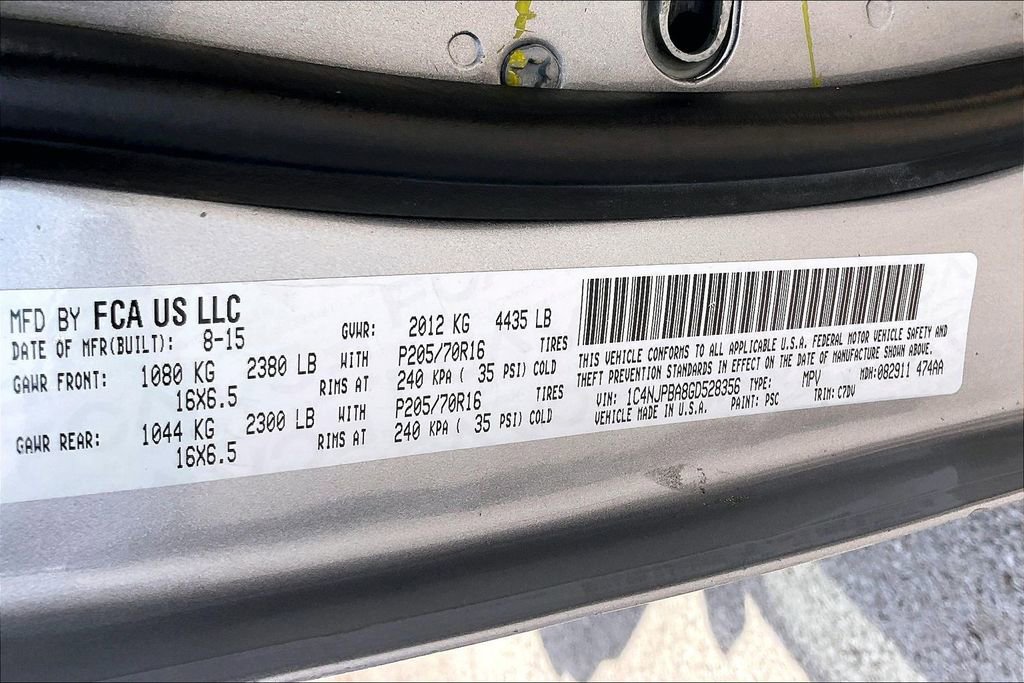 MFD BY FCA US LLC
DATE OF MFR(BUILT): 8-15 GVWR: 2012 KG 4435 LB
GAWR FRONT: 1080 KG 2380 LB WITH P205/70R16 TIRES
16X6.5 RIMS AT 240 KPA ( 35 PSI) COLD
GAWR REAR: 1044 KG 2300 LB WITH P205/70R16 TIRES
16X6.5 RIMS AT 240 KPA ( 35 PSI) COLD
THIS VEHICLE CONFORMS TO ALL APPLICABLE U.S.A. FEDERAL MOTOR VEHICLE SAFETY AND
THEFT PREVENTION STANDARDS IN EFFECT ON THE DATE OF MANUFACTURE SHOWN ABOVE.
VIN: 1C4NJPBA8GD528356 TYPE: MPV MDH: 082911 474AA
VEHICLE MADE IN U.S.A. PAINT: PSC TRIM: C7DV